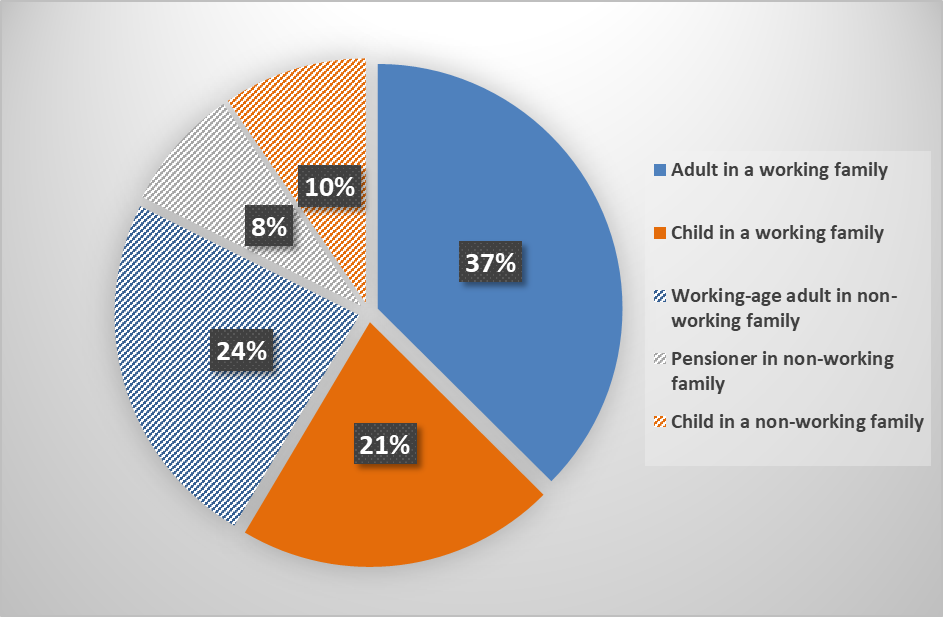 10%
8%
37%
24%
21%
Adult in a working family
Child in a working family
Working-age adult in non-
working family
Pensioner in non-working
family
Child in a non-working family